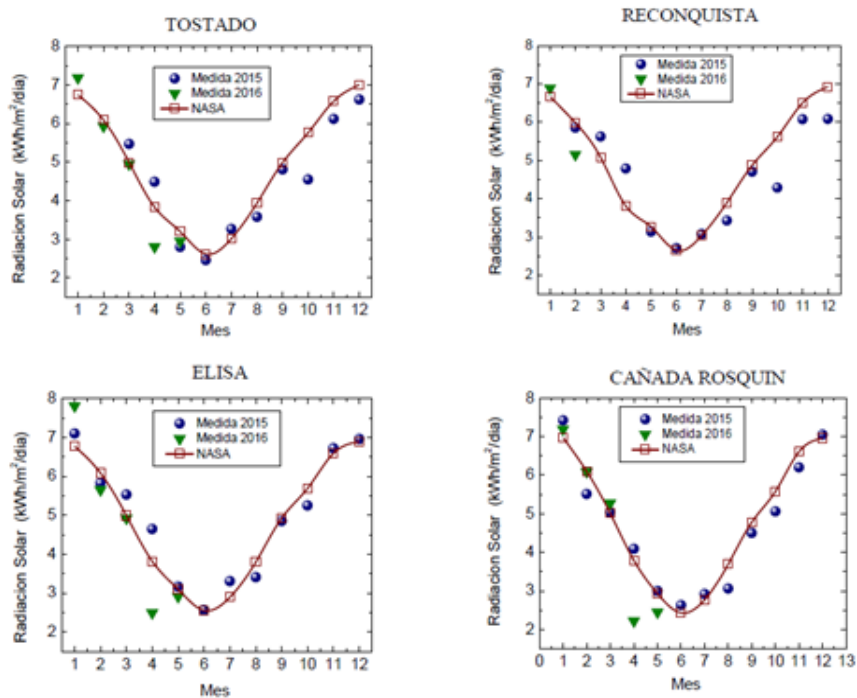 TOSTADO
8
7
6
5
4
3
2
Medida 2015
Medida 2016
NASA
Radiacion Solar (kWh/m²/dia)
1 2 3 4 5 6 7 8 9 10 11 12
Mes
RECONQUISTA
8
7
6
5
4
3
2
Medida 2015
Medida 2016
NASA
Radiacion Solar (kWh/m²/dia)
1 2 3 4 5 6 7 8 9 10 11 12
Mes
ELISA
8
7
6
5
4
3
2
Medida 2015
Medida 2016
NASA
Radiacion Solar (kWh/m²/dia)
1 2 3 4 5 6 7 8 9 10 11 12
Mes
CAÑADA ROSQUIN
8
7
6
5
4
3
2
Medida 2015
Medida 2016
NASA
Radiacion Solar (kWh/m²/dia)
0 1 2 3 4 5 6 7 8 9 10 11 12 13
Mes